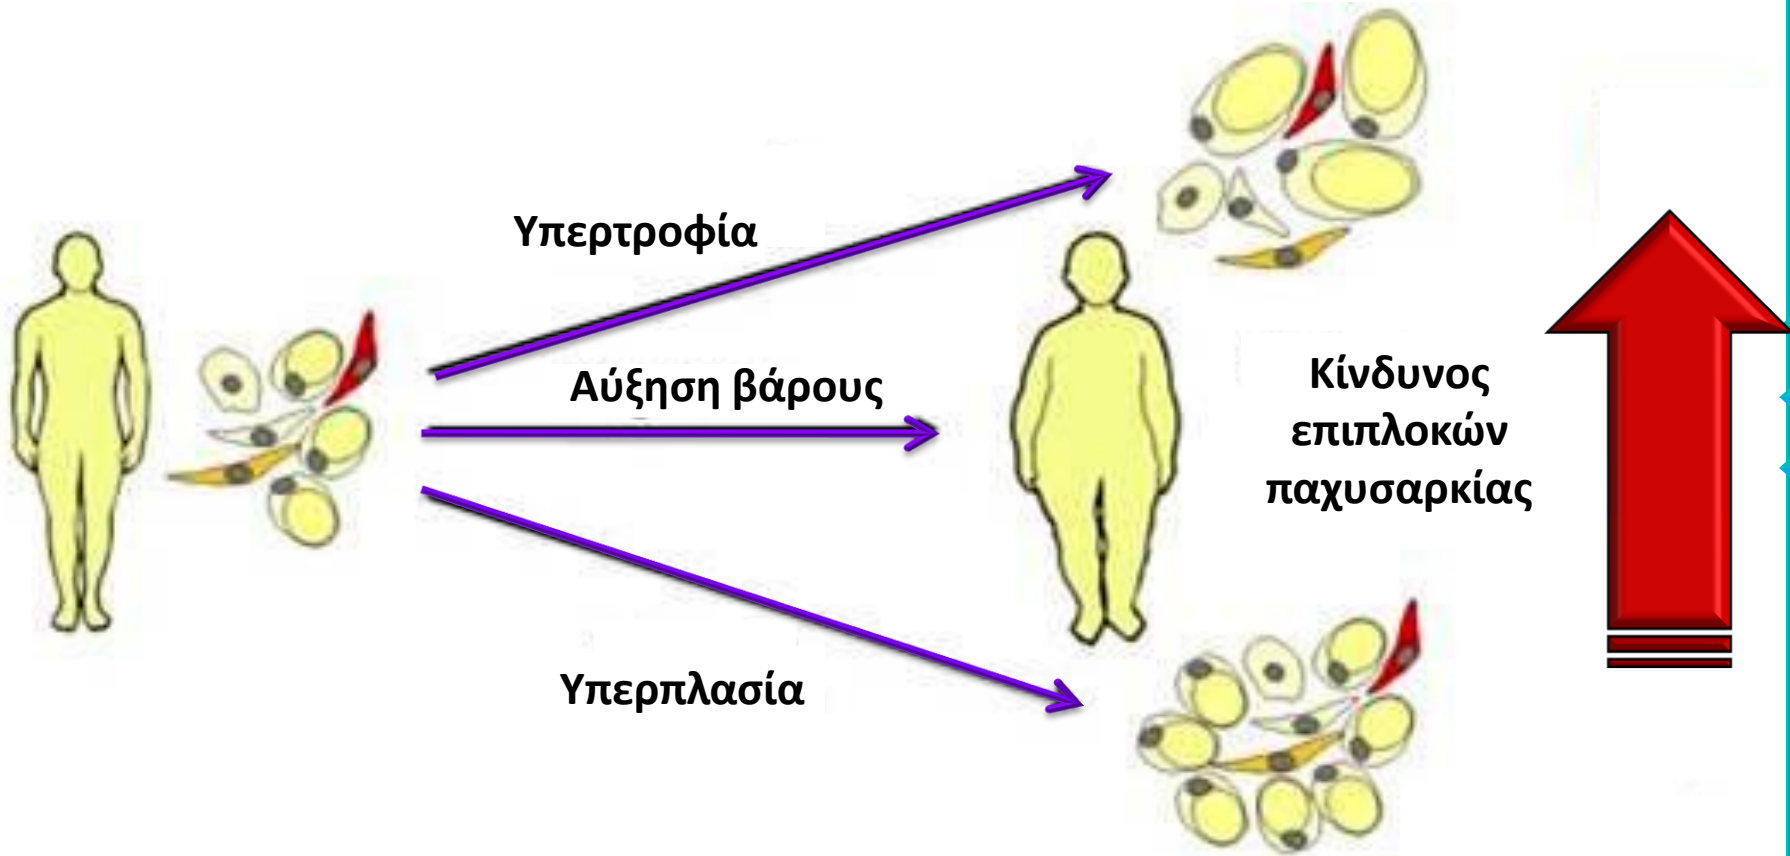 Υπερτροφία
Αύξηση βάρους
Κίνδυνος
επιπλοκών
παχυσαρκίας
Υπερπλασία